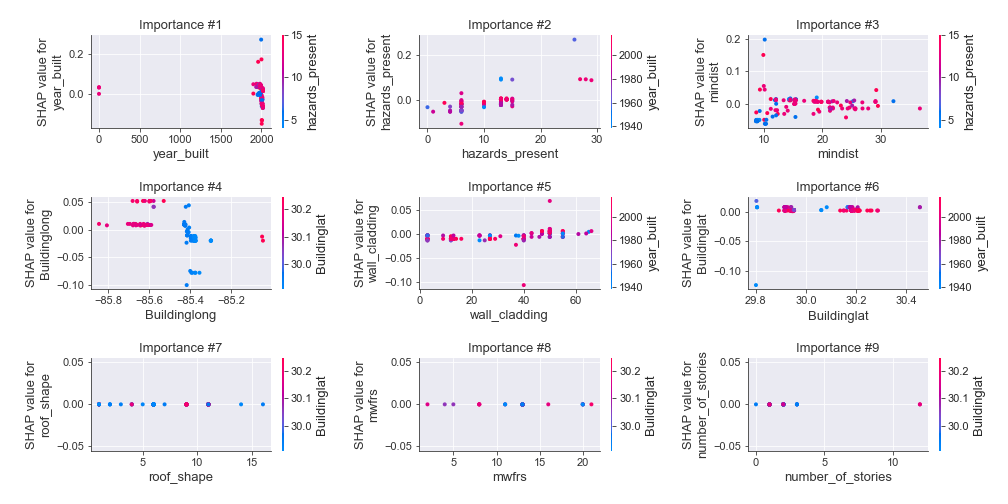 Importance #1
SHAP value for
year_built
0.2
0.0
0
500
1000
1500
2000
year_built
15
10
5
hazards_present
Importance #2
SHAP value for
hazards_present
0.2
0.0
0
10
20
30
hazards_present
2000
1980
1960
1940
year_built
Importance #3
SHAP value for
mindist
0.2
0.1
0.0
10
20
30
mindist
15
10
5
hazards_present
Importance #4
SHAP value for
Buildinglong
0.05
0.00
−0.05
−0.10
−85.8
−85.6
−85.4
−85.2
Buildinglong
30.2
30.1
30.0
Buildinglat
Importance #5
SHAP value for
wall_cladding
0.05
0.00
−0.05
−0.10
0
20
40
60
wall_cladding
2000
1980
1960
1940
year_built
Importance #6
SHAP value for
Buildinglat
0.00
−0.05
−0.10
29.8
30.0
30.2
30.4
Buildinglat
2000
1980
1960
1940
year_built
Importance #7
SHAP value for
roof_shape
0.05
0.00
−0.05
5
10
15
roof_shape
30.2
30.1
30.0
Buildinglat
Importance #8
SHAP value for
mwfrs
0.05
0.00
−0.05
5
10
15
20
mwfrs
30.2
30.1
30.0
Buildinglat
Importance #9
SHAP value for
number_of_stories
0.05
0.00
−0.05
0
5
10
number_of_stories
30.2
30.1
30.0
Buildinglat